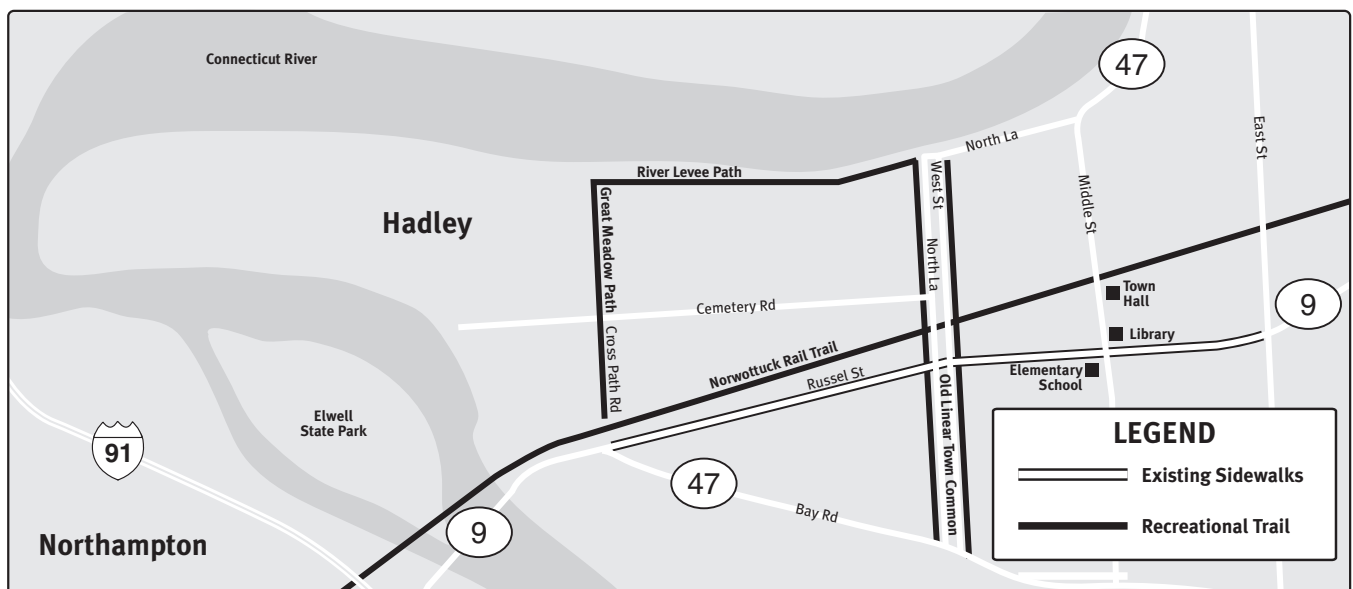 Connecticut River
47
East St
North La
River Levee Path
West St
Great Meadow Path
Middle St
Hadley
North La
Town
Hall
9
Cemetery Rd
Cross Path Rd
Library
Norwottuck Rail Trail
Russel St
Elementary
School
Old Linear Town Common
Elwell
State Park
91
LEGEND
Existing Sidewalks
Recreational Trail
47
Bay Rd
9
Northampton